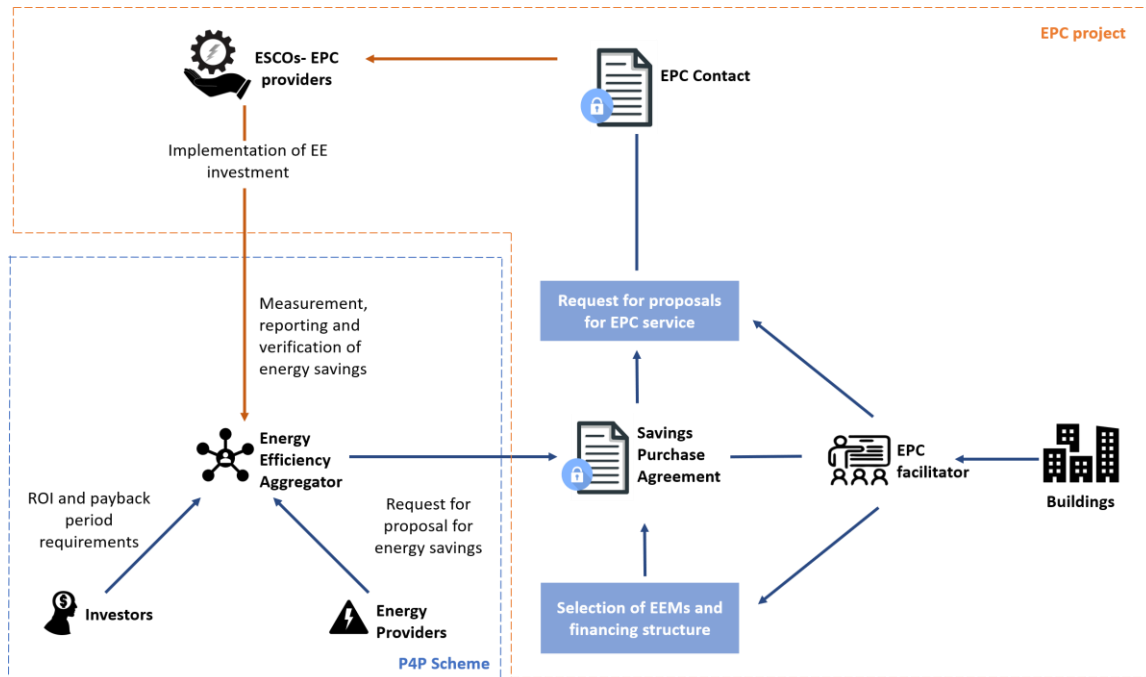 EPC project
ESCOs- EPC
providers
EPC Contact
Implementation of EE
investment
Request for proposals
for EPC service
Measurement,
reporting and
verification of
energy savings
Energy
Efficiency
Aggregator
Savings
Purchase
Agreement
EPC
facilitator
Buildings
ROI and payback
period
requirements
Request for
proposal for
energy savings
Investors
Energy
Providers
Selection of EEMs and
financing structure
P4P Scheme